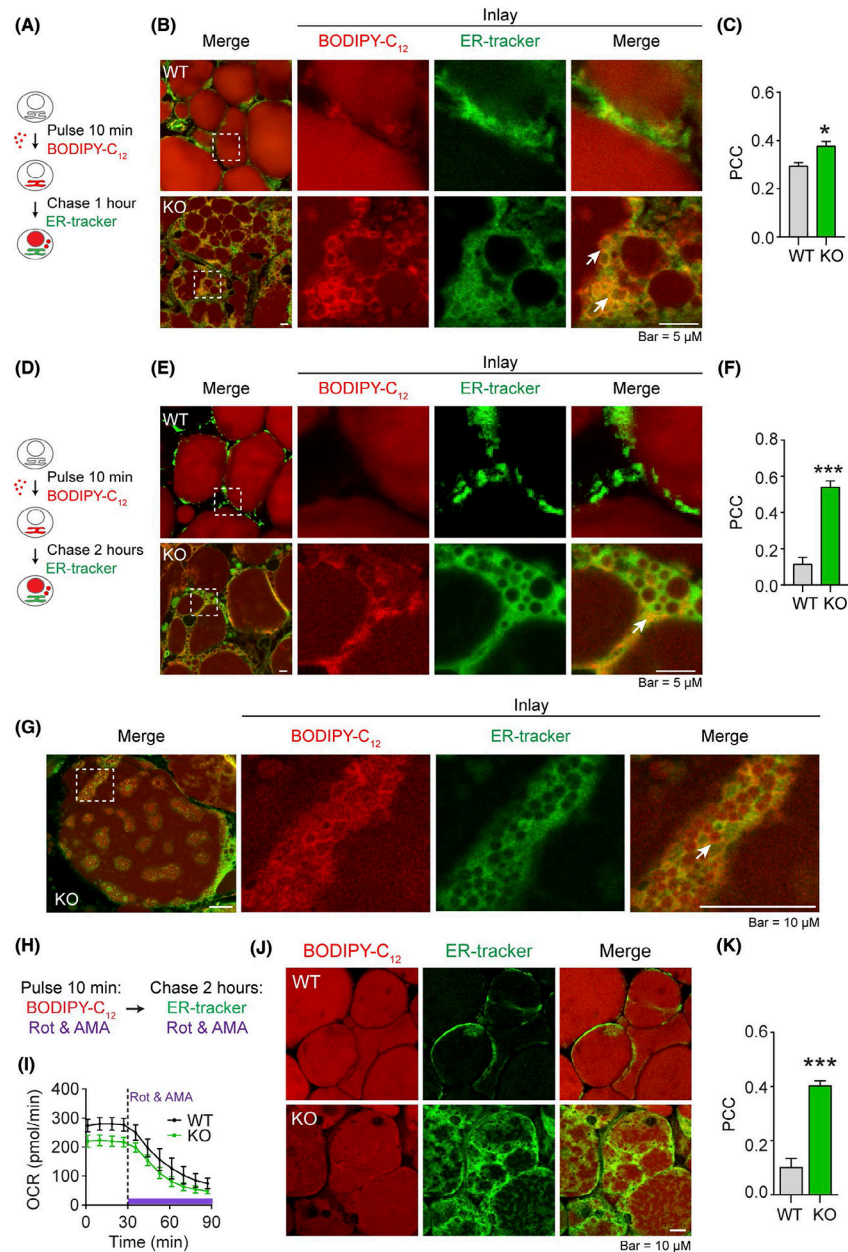 (A)
Pulse 10 min
BODIPY-C12
Chase 1 hour
ER-tracker
(B)
Inlay
Merge BODIPY-C12 ER-tracker Merge
WT
KO
Bar = 5 µM
(C)
PCC
0.6
0.4
0.2
0.0
*
WT KO
(D)
Pulse 10 min
BODIPY-C12
Chase 2 hours
ER-tracker
(E)
Inlay
Merge BODIPY-C12 ER-tracker Merge
WT
KO
Bar = 5 µM
(F)
PCC
0.8
0.6
0.4
0.2
0.0
***
WT KO
(G)
Inlay
Merge BODIPY-C12 ER-tracker Merge
KO
Bar = 10 µM
(H)
Pulse 10 min: Chase 2 hours:
BODIPY-C12 ER-tracker
Rot & AMA Rot & AMA
(I)
OCR (pmol/min)
400
300
200
100
0
Rot & AMA
WT
KO
0 30 60 90
Time (min)
(J)
BODIPY-C12 ER-tracker Merge
WT
KO
Bar = 10 µM
(K)
PCC
0.6
0.4
0.2
0.0
***
WT KO